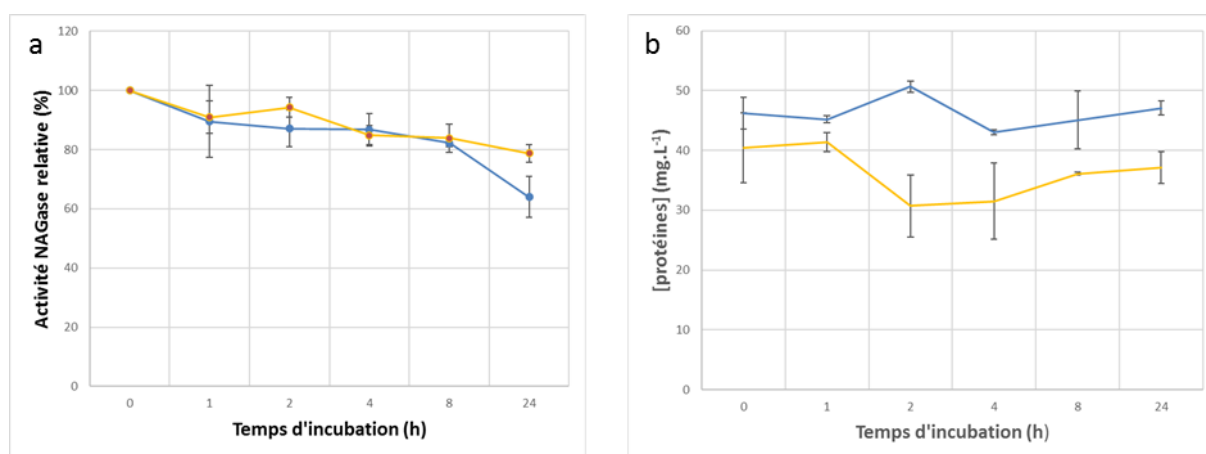 a
Activité NAGase relative (%)
120
100
80
60
40
20
0
0 1 2 4 8 24
Temps d'incubation (h)
b
[protéines] (mg.L-1)
60
50
40
30
20
10
0
0 1 2 4 8 24
Temps d'incubation (h)